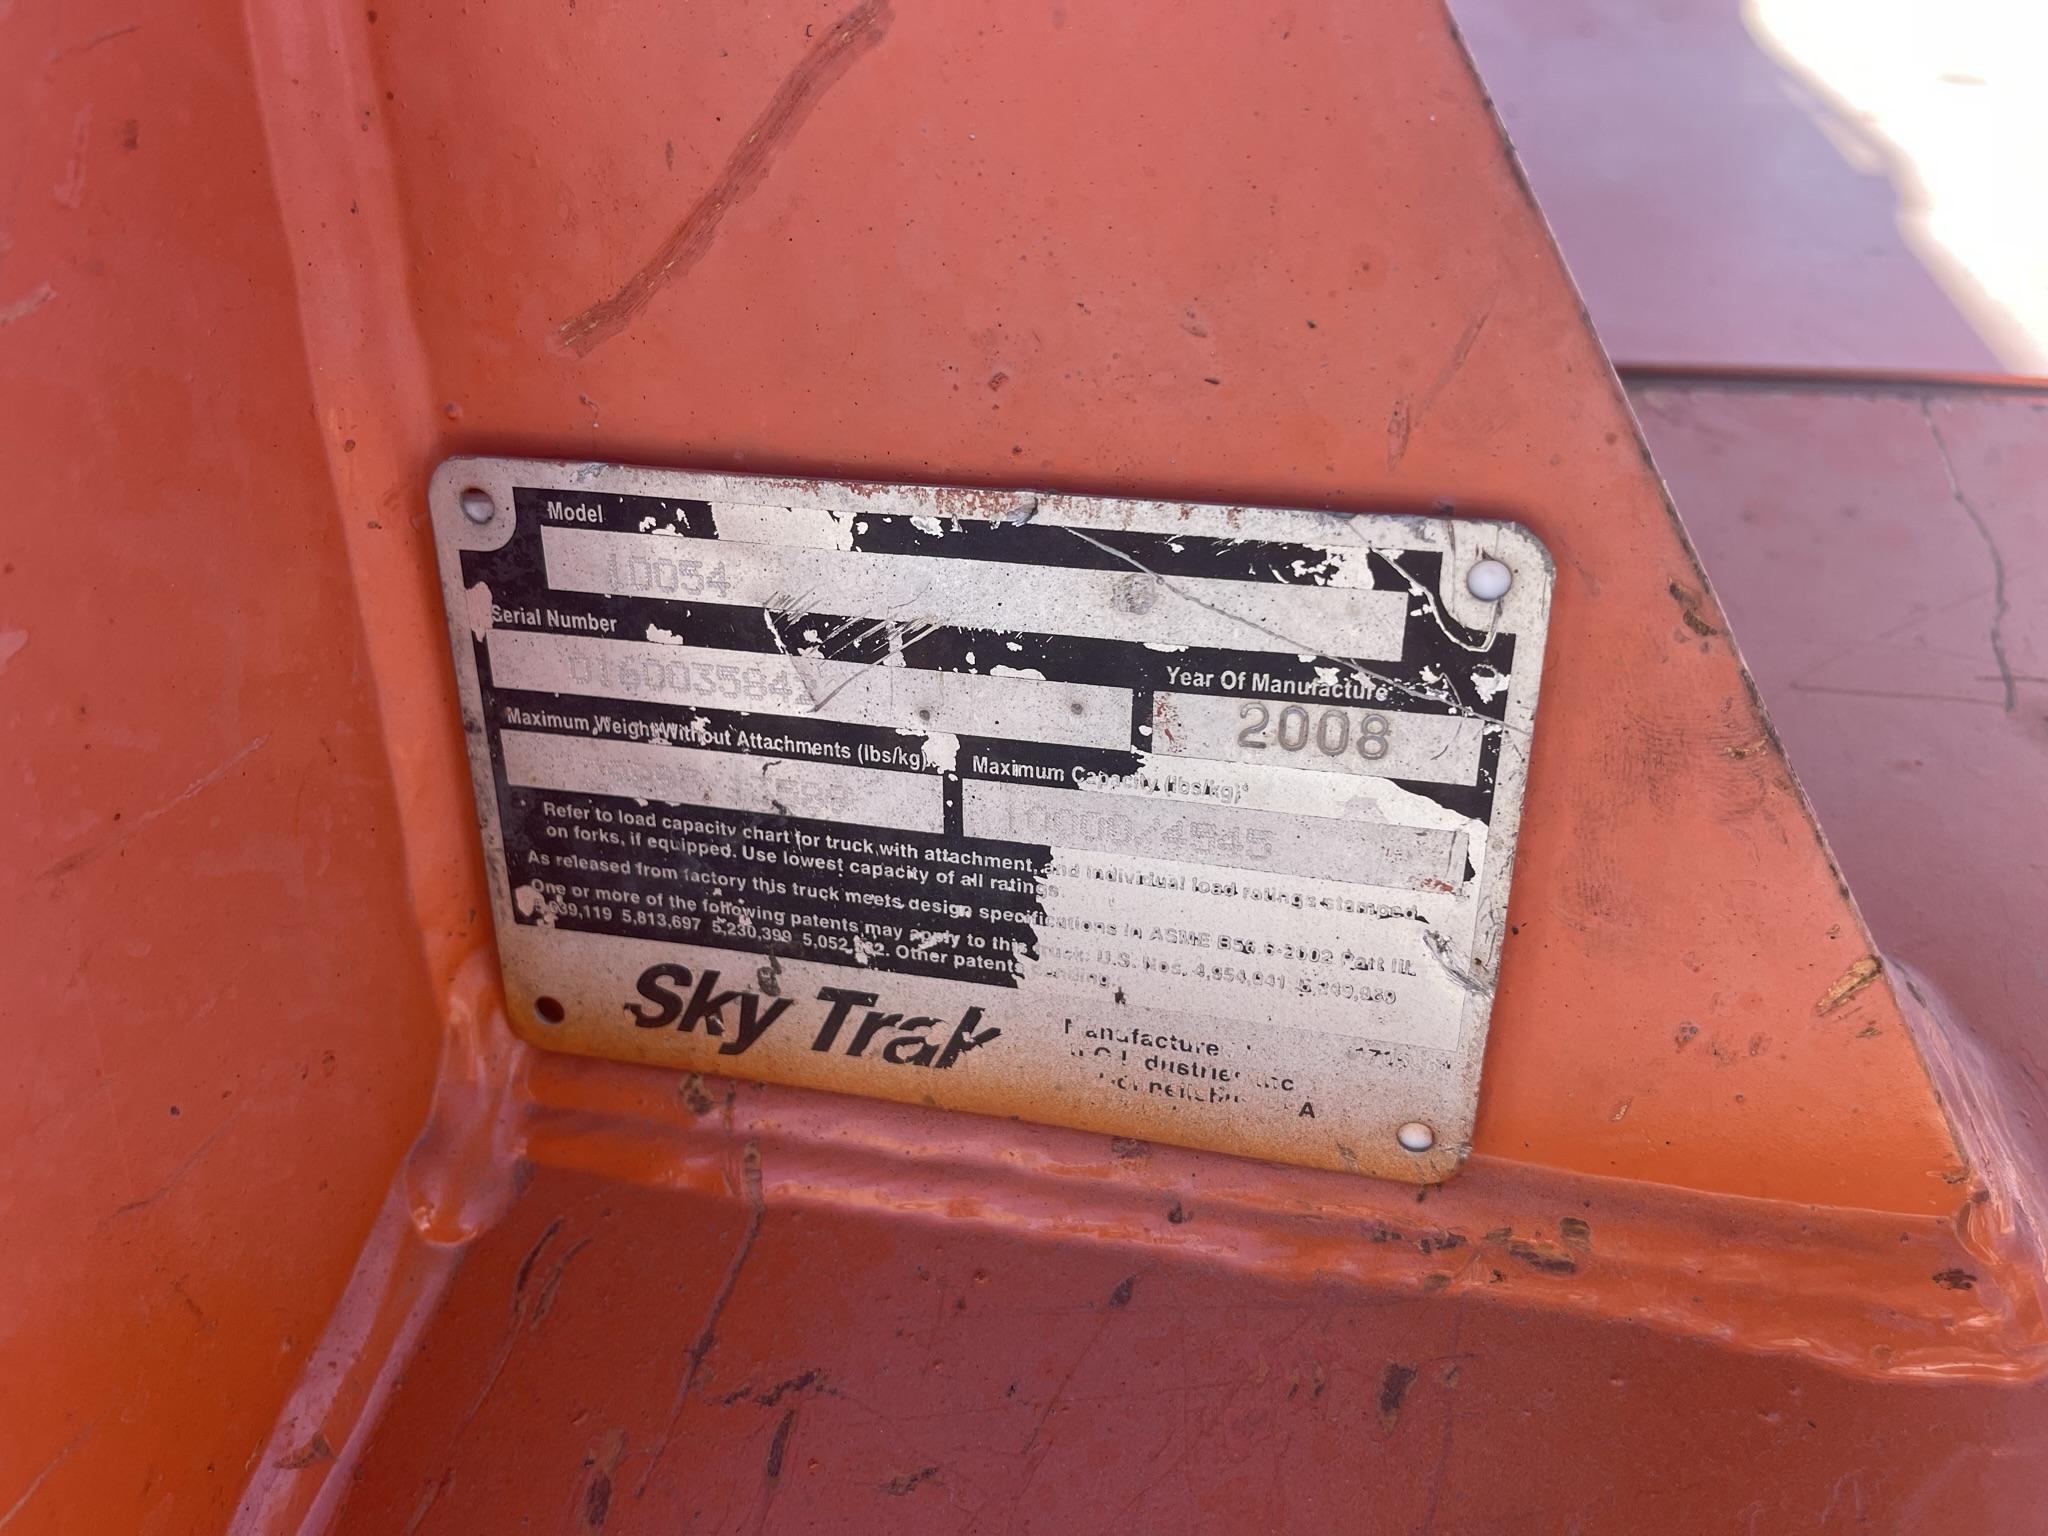 Model
10054
Serial Number
0160035842
Year Of Manufacture
2008
Maximum Weight Without Attachments (lbs/kg)
Maximum Capacity (lbs/kg)
10000/4545
Refer to load capacity chart for truck with attachment, and individual load ratings stamped
on forks, if equipped. Use lowest capacity of all ratings.
As released from factory this truck meets design specifications in ASME B56.6-2002 Part III.
One or more of the following patents may apply to this truck: U.S. Nos.
5,813,697 5,230,399 Other patents pending.
Sky Trak